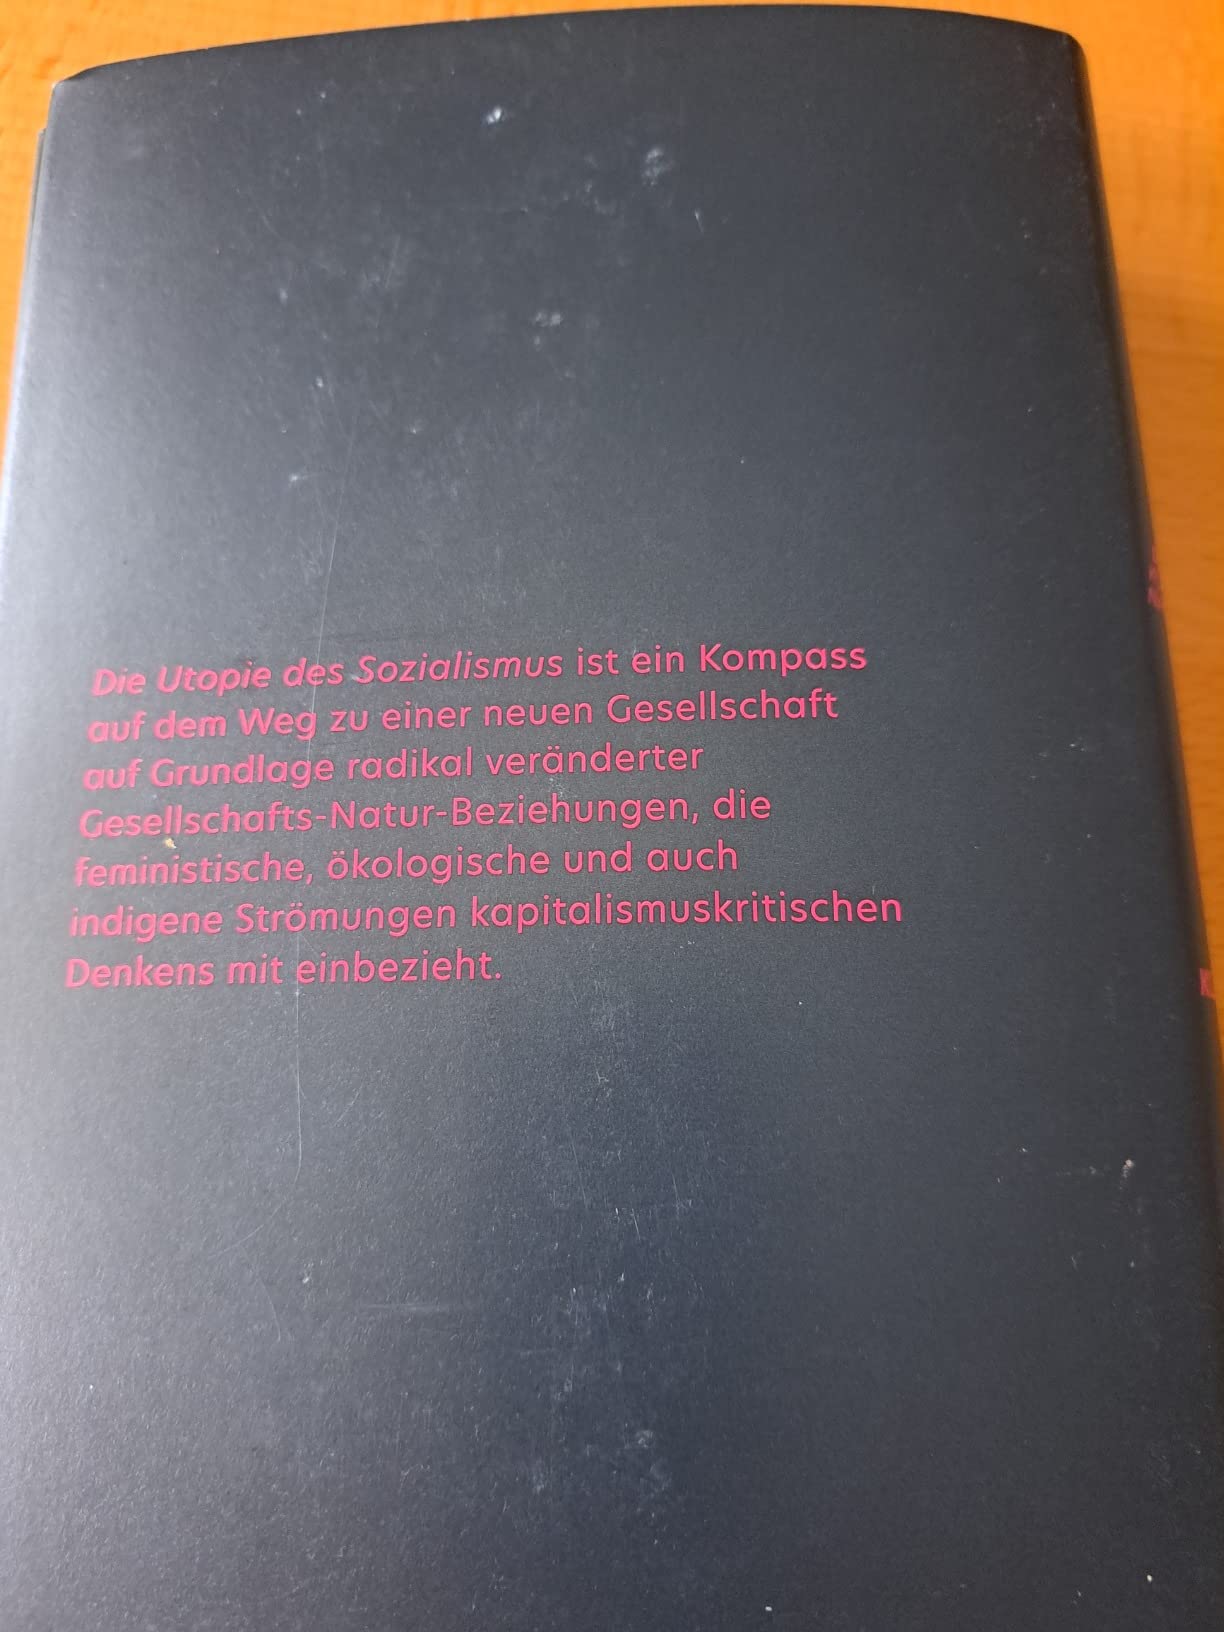 Die Utopie des Sozialismus ist ein Kompass
auf dem Weg zu einer neuen Gesellschaft
auf Grundlage radikal veränderter
Gesellschafts-Natur-Beziehungen, die
feministische, ökologische und auch
indigene Strömungen kapitalismuskritischen
Denkens mit einbezieht.